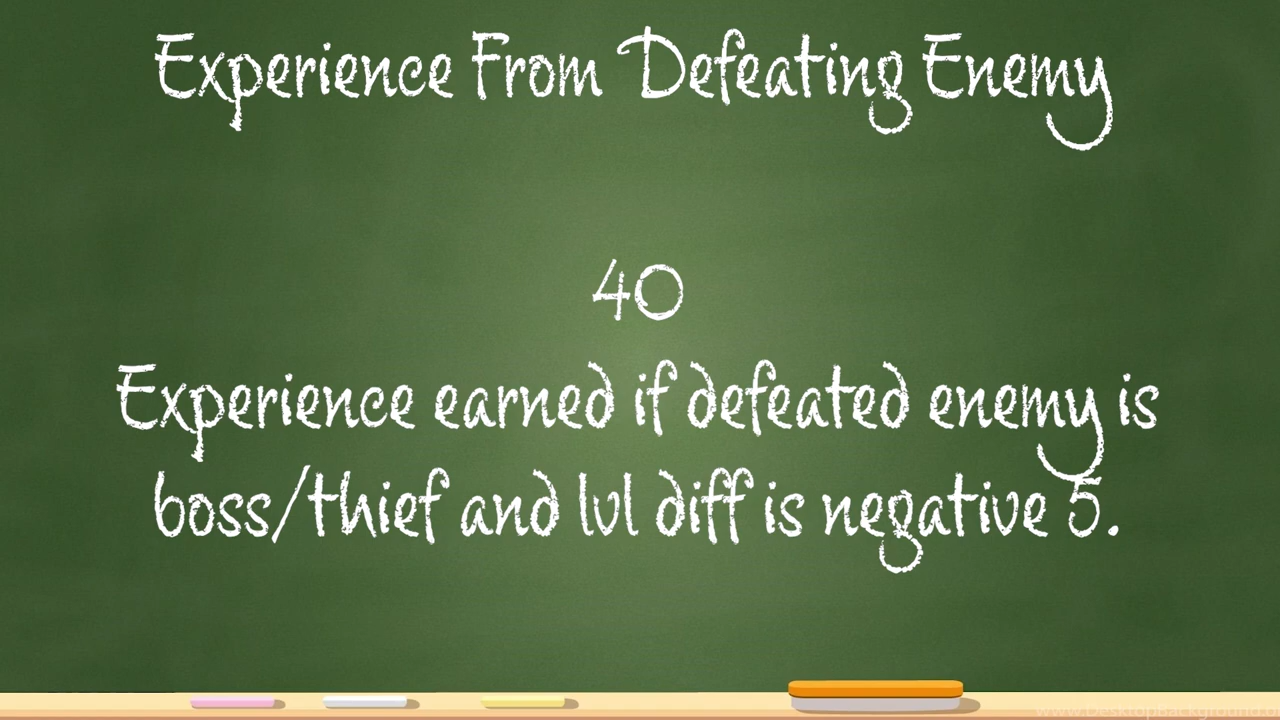 Experience From Defeating Enemy
40
Experience earned if defeated enemy is
boss/thief and lvl diff is negative 5.